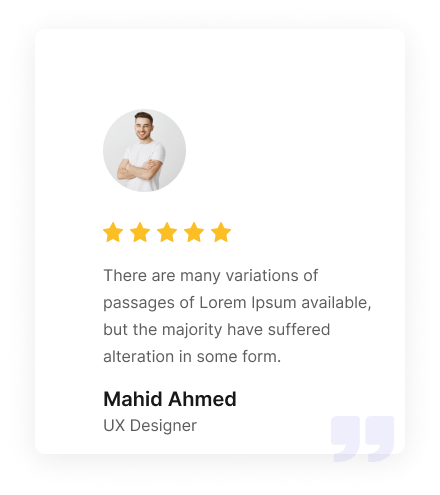 There are many variations of
passages of Lorem Ipsum available,
but the majority have suffered
alteration in some form.
Mahid Ahmed
UX Designer